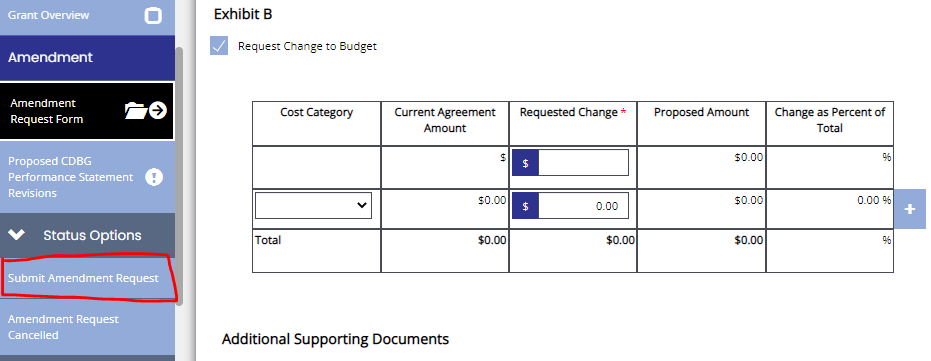 Grant Overview
Amendment
Amendment
Request Form
Proposed CDBG
Performance Statement
Revisions
Status Options
Submit Amendment Request
Amendment Request
Cancelled
Exhibit B
Request Change to Budget
Cost Category Current Agreement Amount Requested Change * Proposed Amount Change as Percent of Total
$ $ $0.00 %
$0.00 $ 0.00 $0.00 0.00 % +
Total $0.00 $0.00 $0.00 %
Additional Supporting Documents